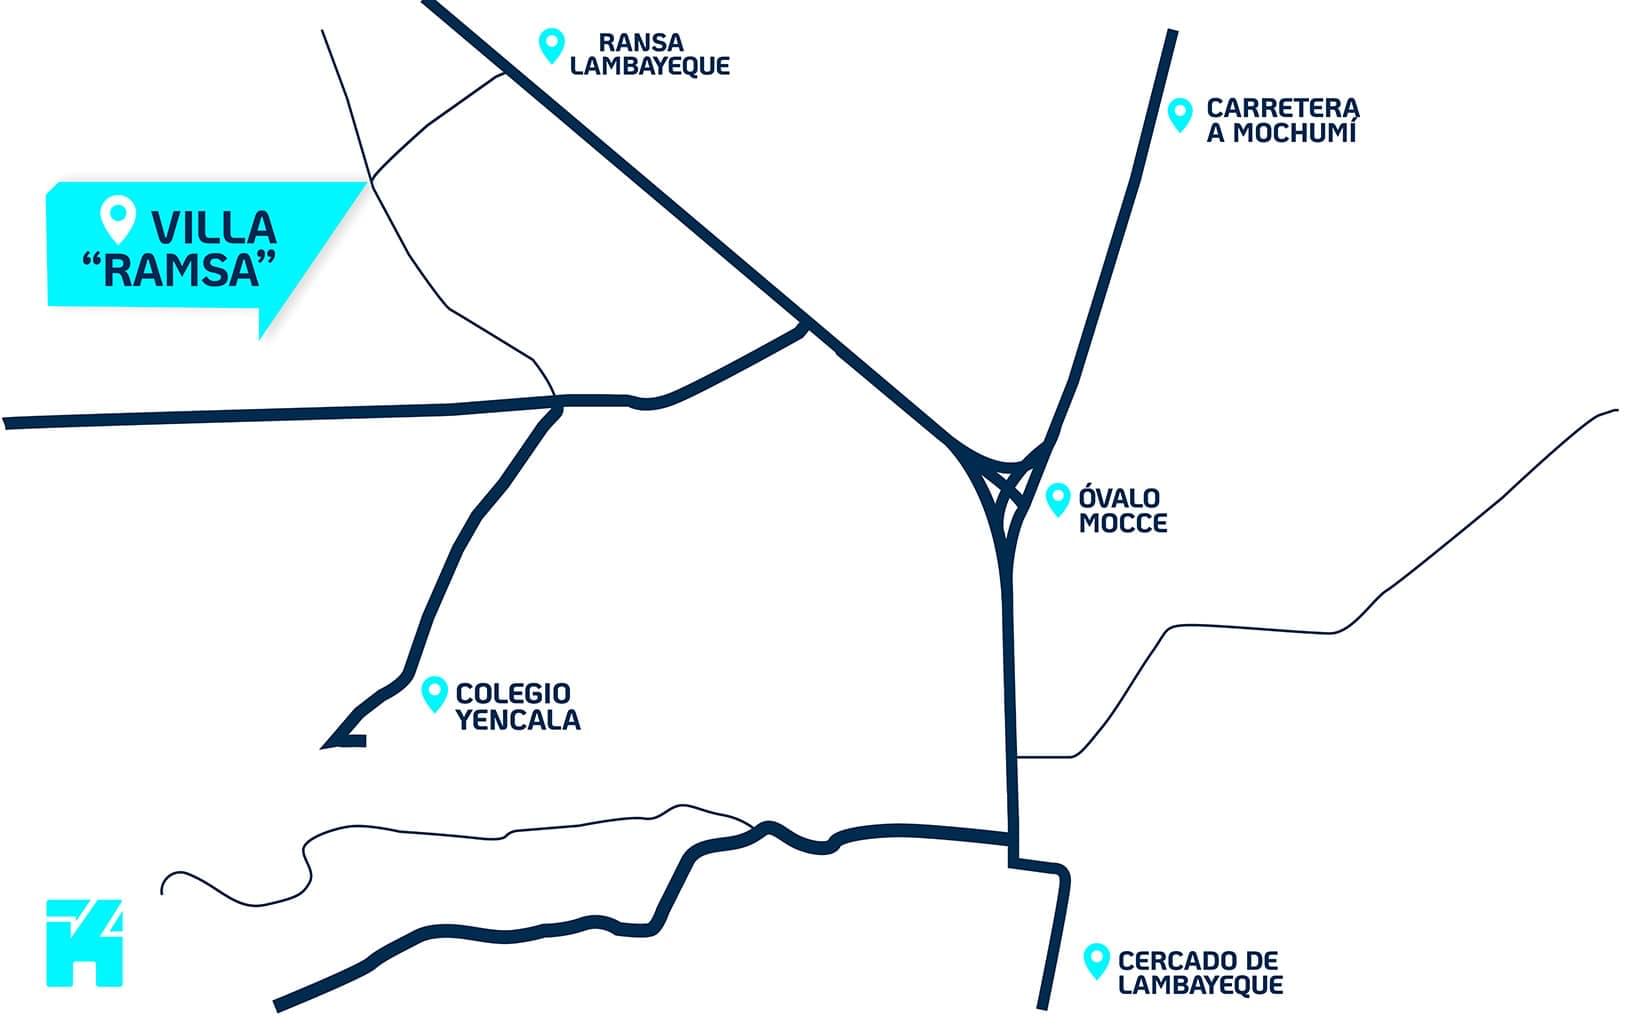 RANSA
LAMBAYEQUE
CARRETERA
A MOCHUMÍ
VILLA
“RAMSA”
ÓVALO
MOCCE
COLEGIO
YENCALA
CERCADO DE
LAMBAYEQUE